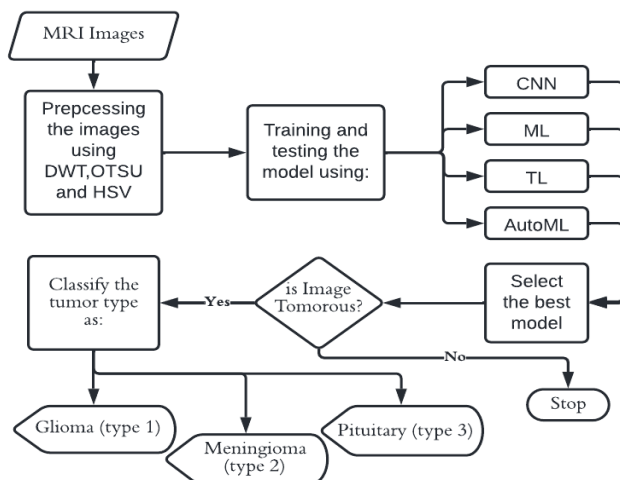 MRI Images
Prepcessing
the images
using
DWT,OTSU
and HSV
Training and
testing the
model using:
CNN
ML
TL
AutoML
Select
the best
model
is Image
Tomorous?
Yes
No
Stop
Classify the
tumor type
as:
Glioma (type 1)
Meningioma
(type 2)
Pituitary (type 3)